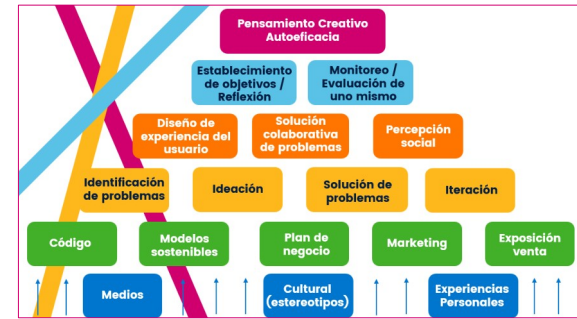 Pensamiento Creativo
Autoeficacia
Establecimiento
de objetivos /
Reflexión
Monitoreo /
Evaluación de
uno mismo
Diseño de
experiencia del
usuario
Solución
colaborativa
de problemas
Percepción
social
Identificación
de problemas
Ideación
Solución de
problemas
Iteración
Código
Modelos
sostenibles
Plan de
negocio
Marketing
Exposición
venta
Medios
Cultural
(estereotipos)
Experiencias
Personales